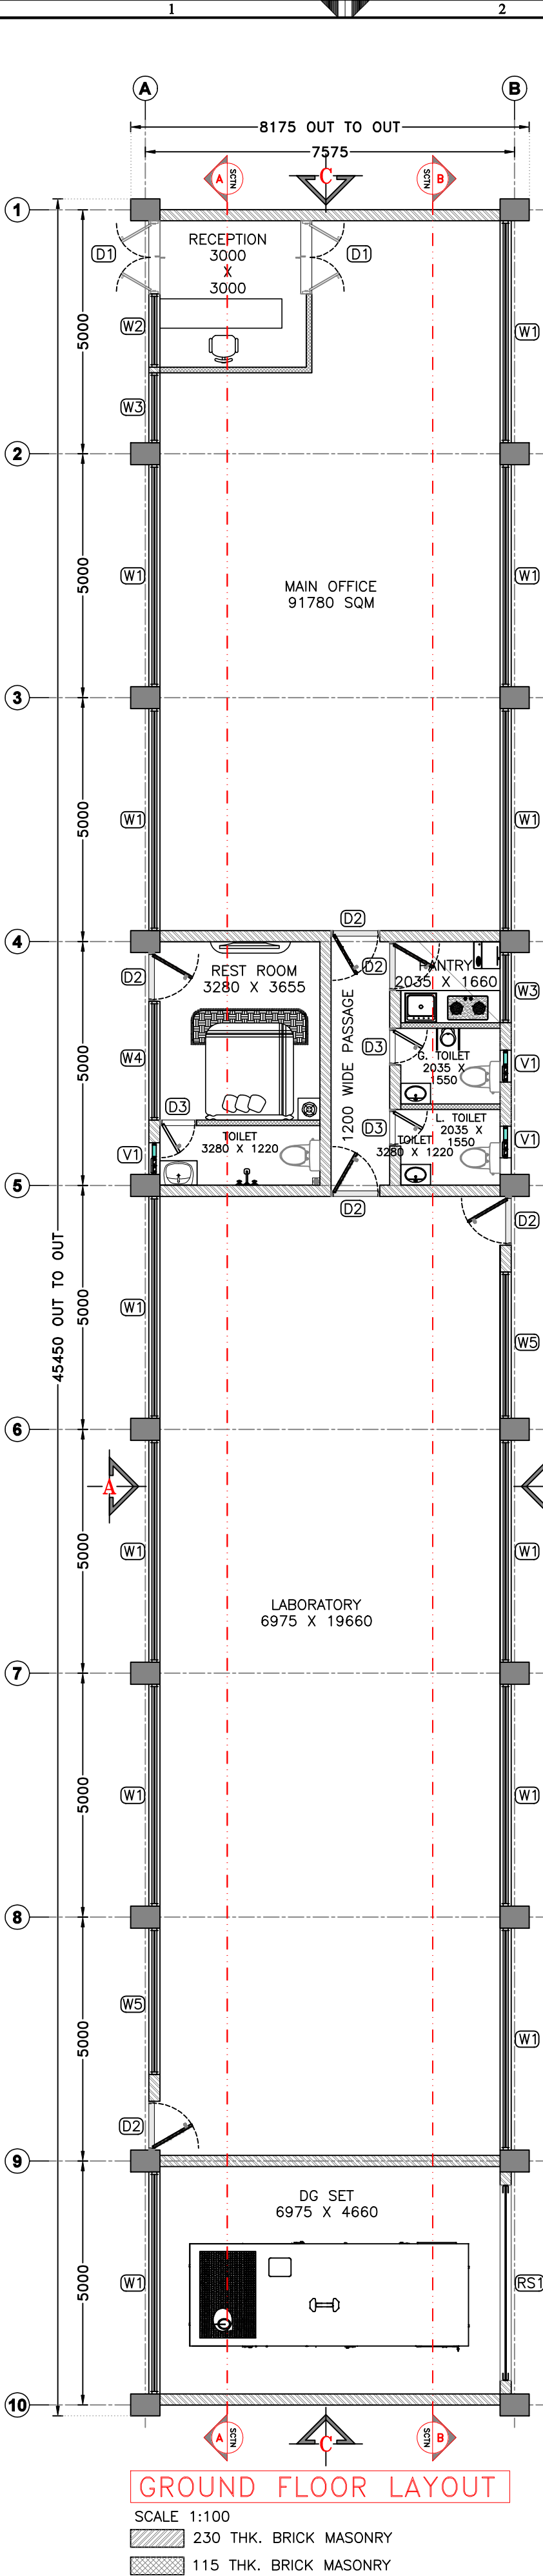 1 2
A B
8175 OUT TO OUT
7575
A SCTN C SCTN B
1
RECEPTION
3000
X
3000
D1 D1
W2 W1
5000
W3
2
5000
W1 W1
MAIN OFFICE
91780 SQM
3
5000
W1 W1
4
D2
D2 D2
REST ROOM
3280 X 3655
PANTRY
2035 X 1660
W3
1200 WIDE PASSAGE
5000
W4
D3
G. TOILET
2035 X
1550
V1
D3
D3
L. TOILET
2035 X
1550
V1
TOILET
3280 X 1220
TOILET
3280 X 1220
V1
5
D2 D2
45450 OUT TO OUT
5000
W1 W5
6
A
5000
W1 W1
LABORATORY
6975 X 19660
7
5000
W1 W1
8
5000
W5 W1
D2
9
DG SET
6975 X 4660
5000
W1 RS1
10
A SCTN C SCTN B
GROUND FLOOR LAYOUT
SCALE 1:100
230 THK. BRICK MASONRY
115 THK. BRICK MASONRY